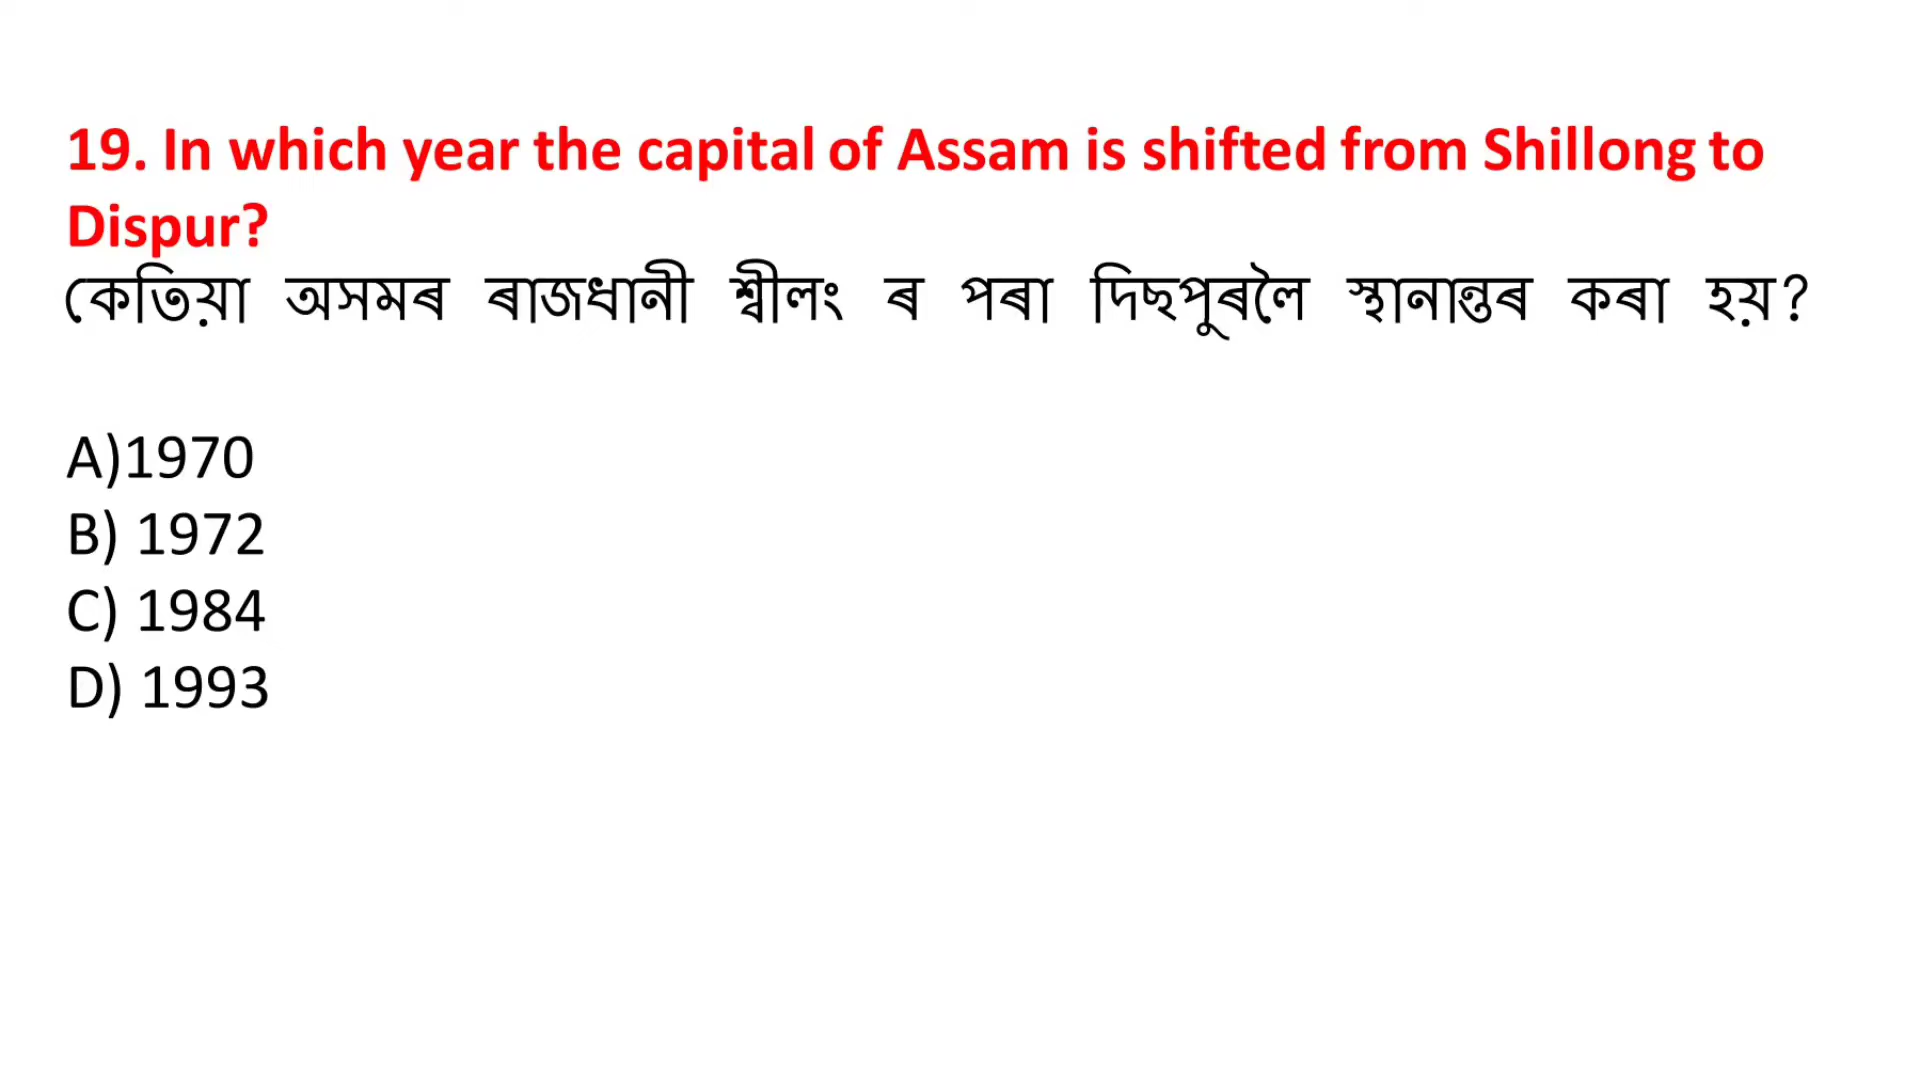 19. In which year the capital of Assam is shifted from Shillong to
Dispur?
কেতিয়া অসমৰ ৰাজধানী শ্বীলং ৰ পৰা দিছপুৰলৈ স্থানান্তৰ কৰা হয়?
A)1970
B) 1972
C) 1984
D) 1993